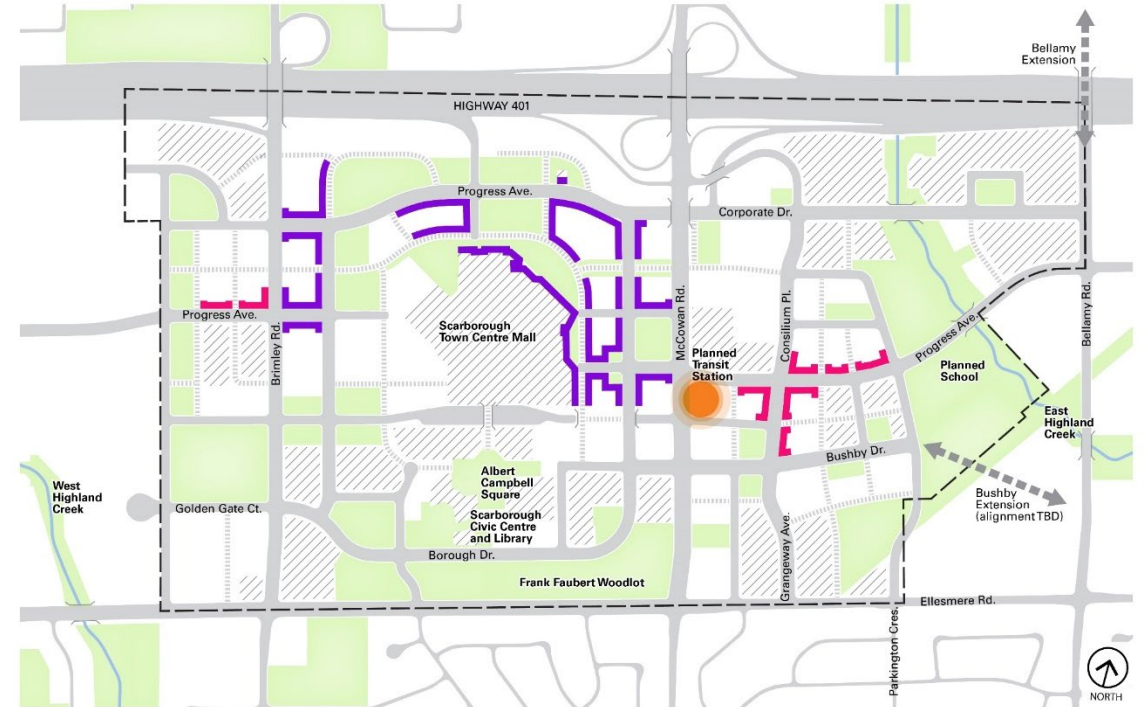 Bellamy
Extension
HIGHWAY 401
Progress Ave.
Corporate Dr.
Progress Ave.
Brimley Rd.
Scarborough
Town Centre Mall
McCowan Rd.
Consilium Pl.
Planned
Transit
Station
Progress Ave.
Bellamy Rd.
Planned
School
East
Highland
Creek
Bushby Dr.
Bushby
Extension
(alignment TBD)
West
Highland
Creek
Albert
Campbell
Square
Golden Gate Ct.
Scarborough
Civic Centre
and Library
Borough Dr.
Frank Faubert Woodlot
Grangeway Ave.
Ellesmere Rd.
Parkington Cres.
NORTH